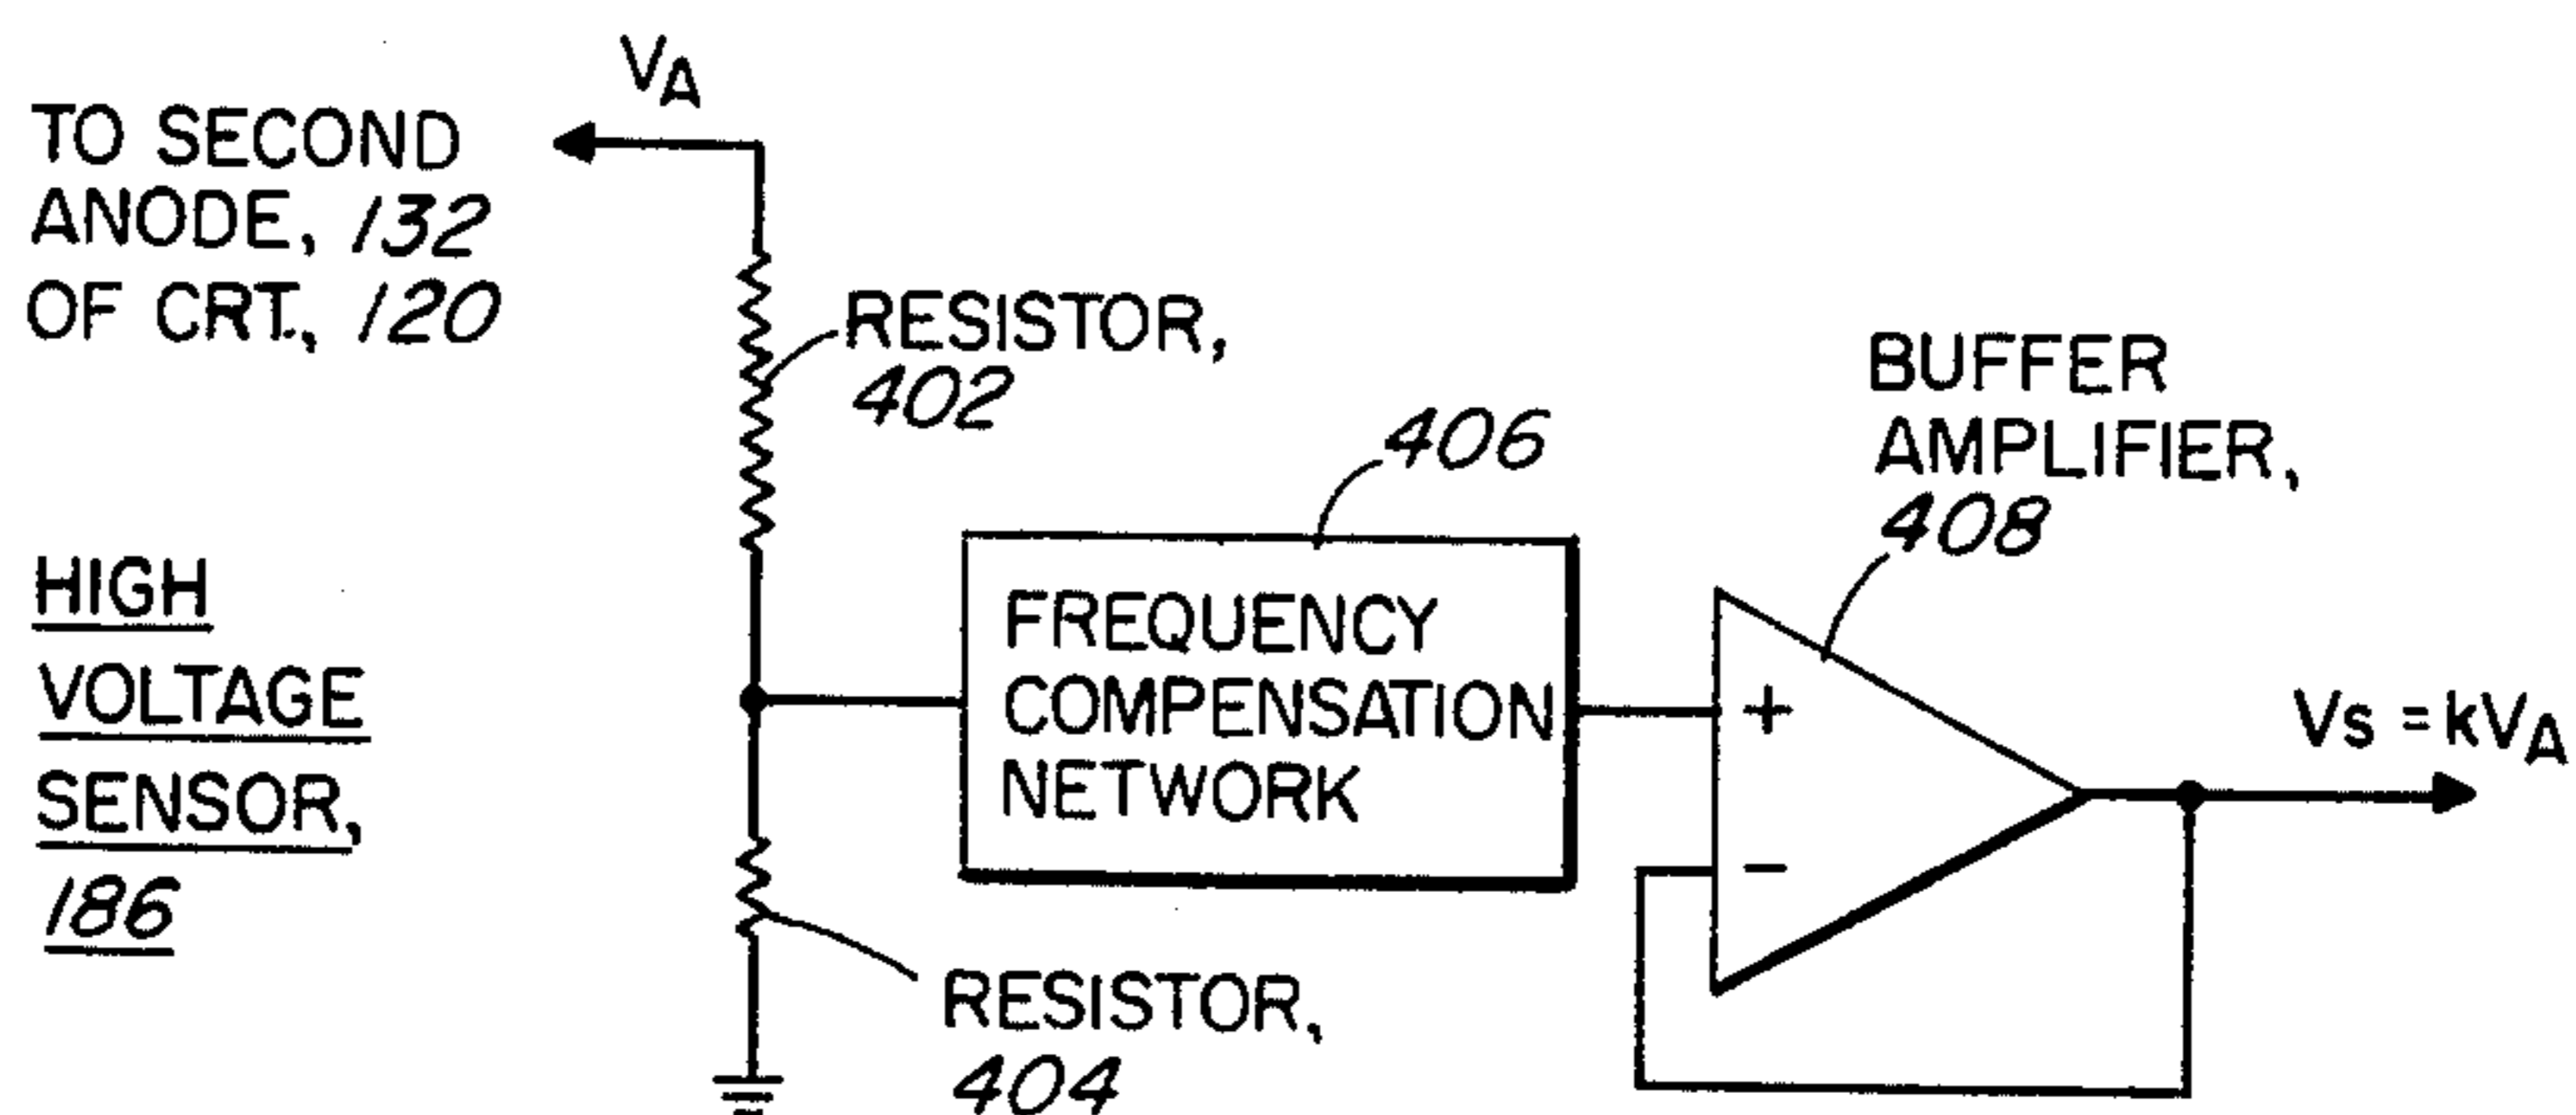 VA
TO SECOND
ANODE, 132
OF CRT., 120
RESISTOR,
402
406
BUFFER
AMPLIFIER,
408
HIGH
VOLTAGE
SENSOR,
186
FREQUENCY
COMPENSATION
NETWORK
+
−
Vs = kVA
RESISTOR,
404